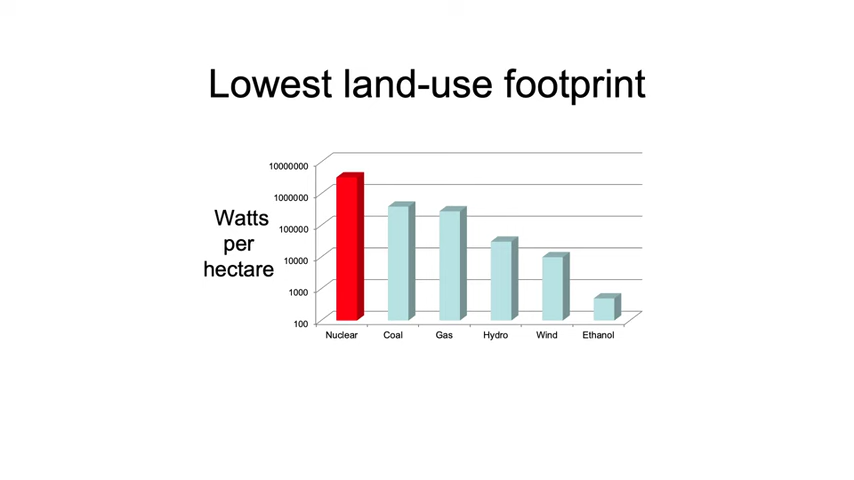 Lowest land-use footprint
Watts
per
hectare
10000000
1000000
100000
10000
1000
100
Nuclear
Coal
Gas
Hydro
Wind
Ethanol